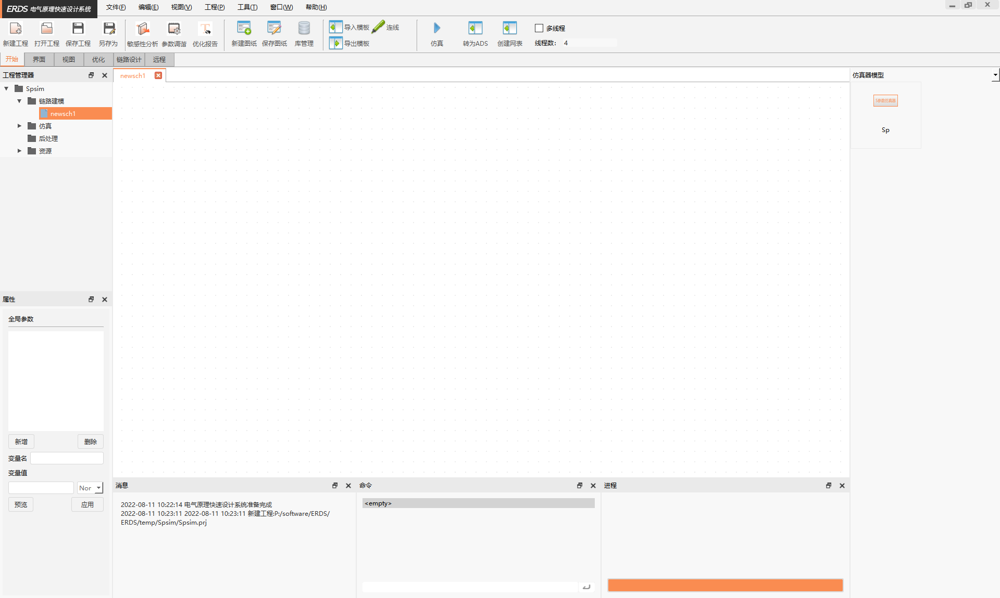 ERDS 电气原理快速设计系统 文件(F) 编辑(E) 视图(V) 工程(P) 工具(T) 窗口(W) 帮助(H)
新建工程 打开工程 保存工程 另存为 敏感性分析 参数调谐 优化报告 新建图纸 保存图纸 库管理 导入模板 连线 导出模板 仿真 转为ADS 创建网表 多线程
线程数: 4
开始 界面 视图 优化 链路设计 远程
工程管理器
newsch1
仿真器模型
Spsim
链路建模
newsch1
仿真
后处理
资源
S参数仿真器
Sp
属性
全局参数
新增 删除
变量名
变量值
Nor
预览 应用
消息
2022-08-11 10:22:14 电气原理快速设计系统准备完成
2022-08-11 10:23:11 2022-08-11 10:23:11 新建工程:P:/software/ERDS/
ERDS/temp/Spsim/Spsim.prj
命令
<empty>
进程